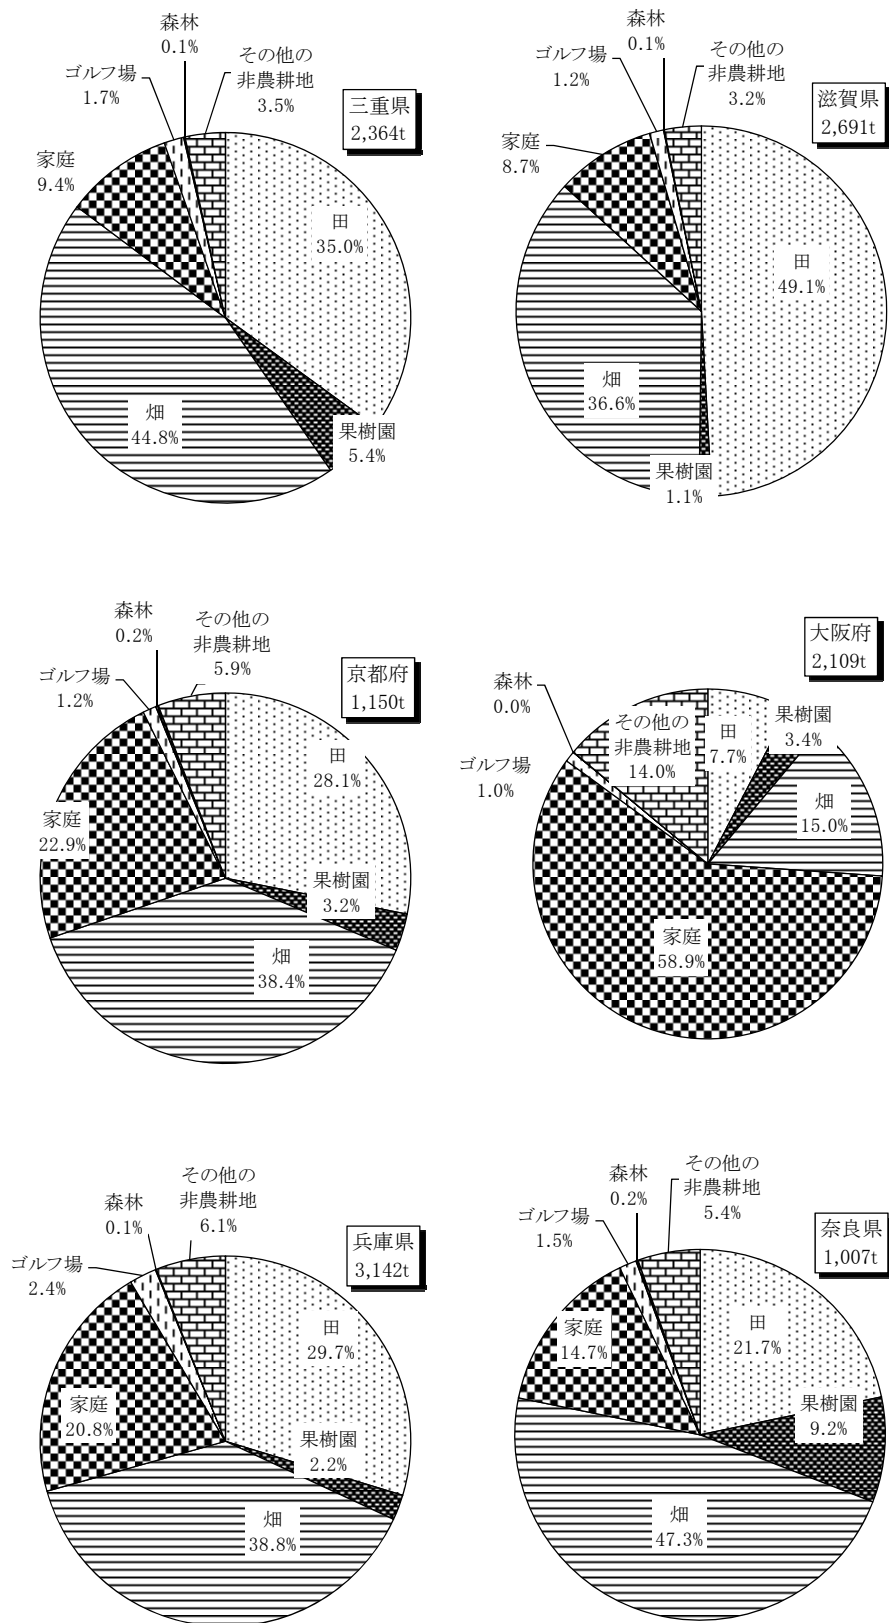 森林
0.1%
その他の
非農耕地
3.5%
ゴルフ場
1.7%
三重県
2,364t
家庭
9.4%
田
35.0%
畑
44.8%
果樹園
5.4%
森林
0.1%
その他の
非農耕地
3.2%
ゴルフ場
1.2%
滋賀県
2,691t
家庭
8.7%
田
49.1%
畑
36.6%
果樹園
1.1%
森林
0.2%
その他の
非農耕地
5.9%
ゴルフ場
1.2%
京都府
1,150t
田
28.1%
家庭
22.9%
果樹園
3.2%
畑
38.4%
大阪府
2,109t
森林
0.0%
その他の
非農耕地
14.0%
田
7.7%
果樹園
3.4%
ゴルフ場
1.0%
畑
15.0%
家庭
58.9%
その他の
非農耕地
6.1%
森林
0.1%
ゴルフ場
2.4%
兵庫県
3,142t
田
29.7%
家庭
20.8%
果樹園
2.2%
畑
38.8%
森林
0.2%
その他の
非農耕地
5.4%
ゴルフ場
1.5%
奈良県
1,007t
家庭
14.7%
田
21.7%
果樹園
9.2%
畑
47.3%